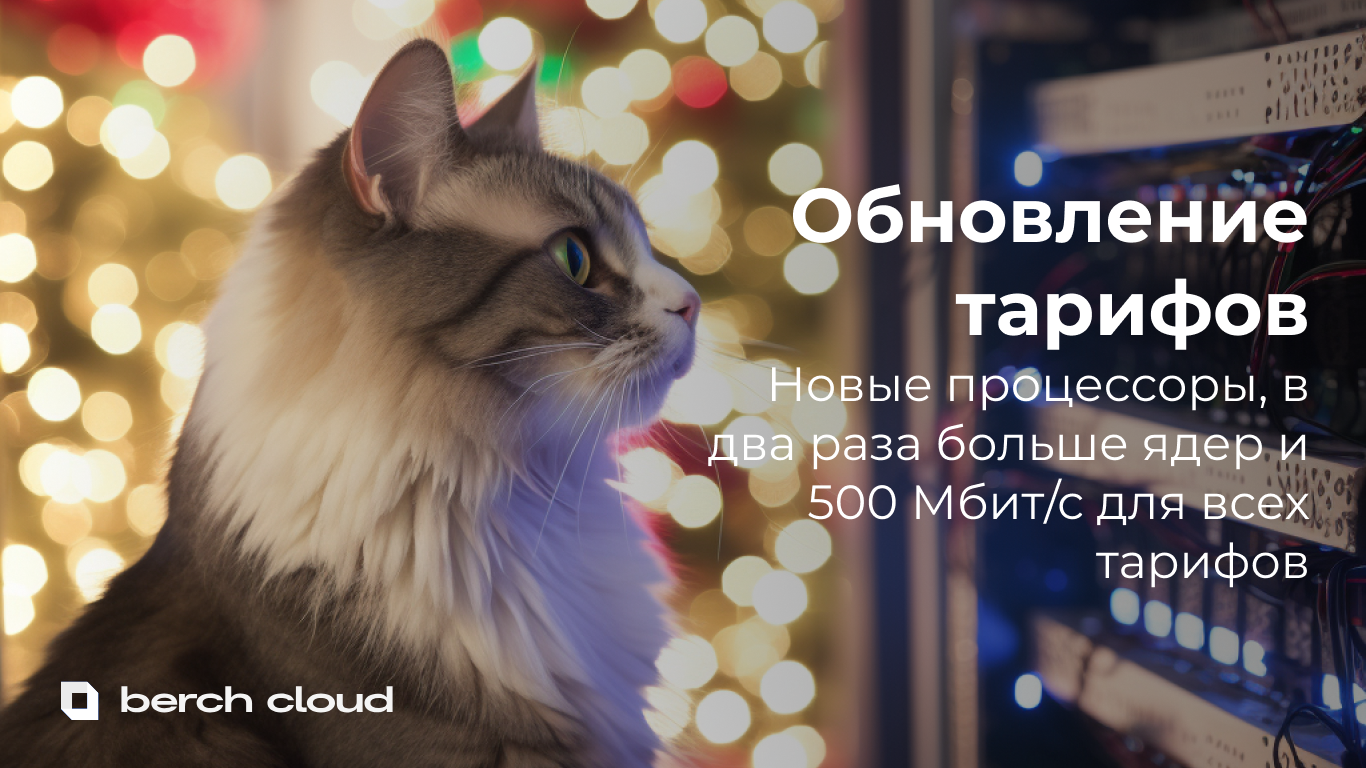 Обновление
тарифов
Новые процессоры, в
два раза больше ядер и
500 Мбит/с для всех
тарифов
berch cloud